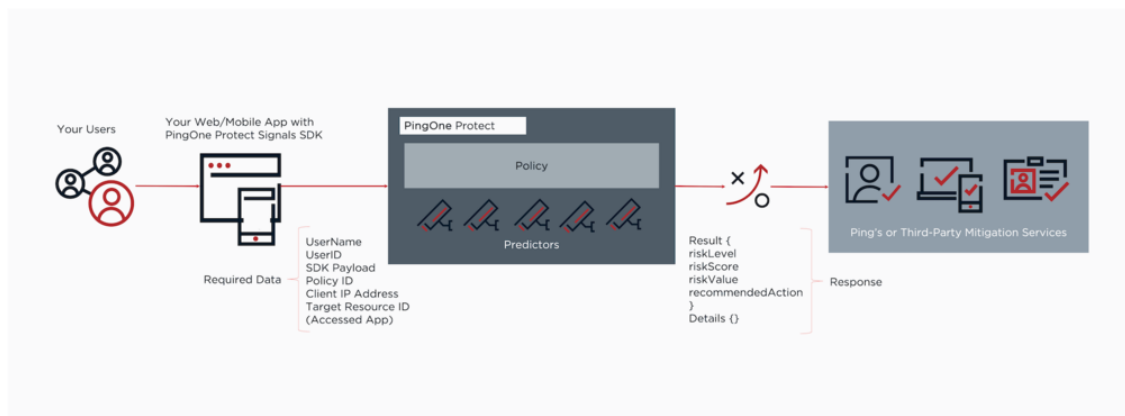 Your Users
Your Web/Mobile App with
PingOne Protect Signals SDK
PingOne Protect
Policy
Predictors
Required Data
UserName
UserID
SDK Payload
Policy ID
Client IP Address
Target Resource ID
(Accessed App)
Result {
riskLevel
riskScore
riskValue
recommendedAction
}
Details {}
Response
Ping's or Third-Party Mitigation Services